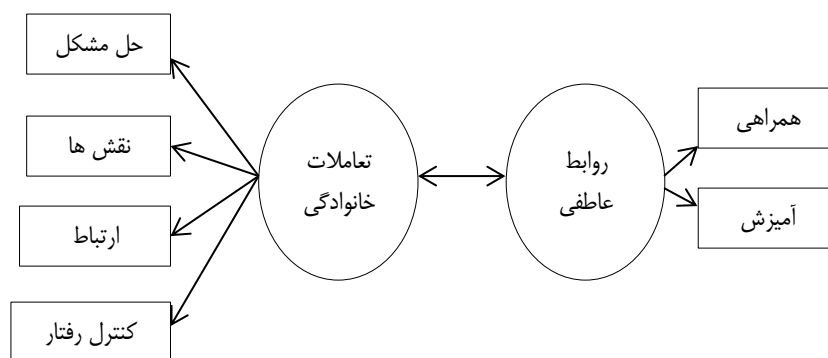 حل مشکل
نقش ها
ارتباط
کنترل رفتار
تعاملات
خانوادگی
روابط
عاطفی
همراهی
آمیزش